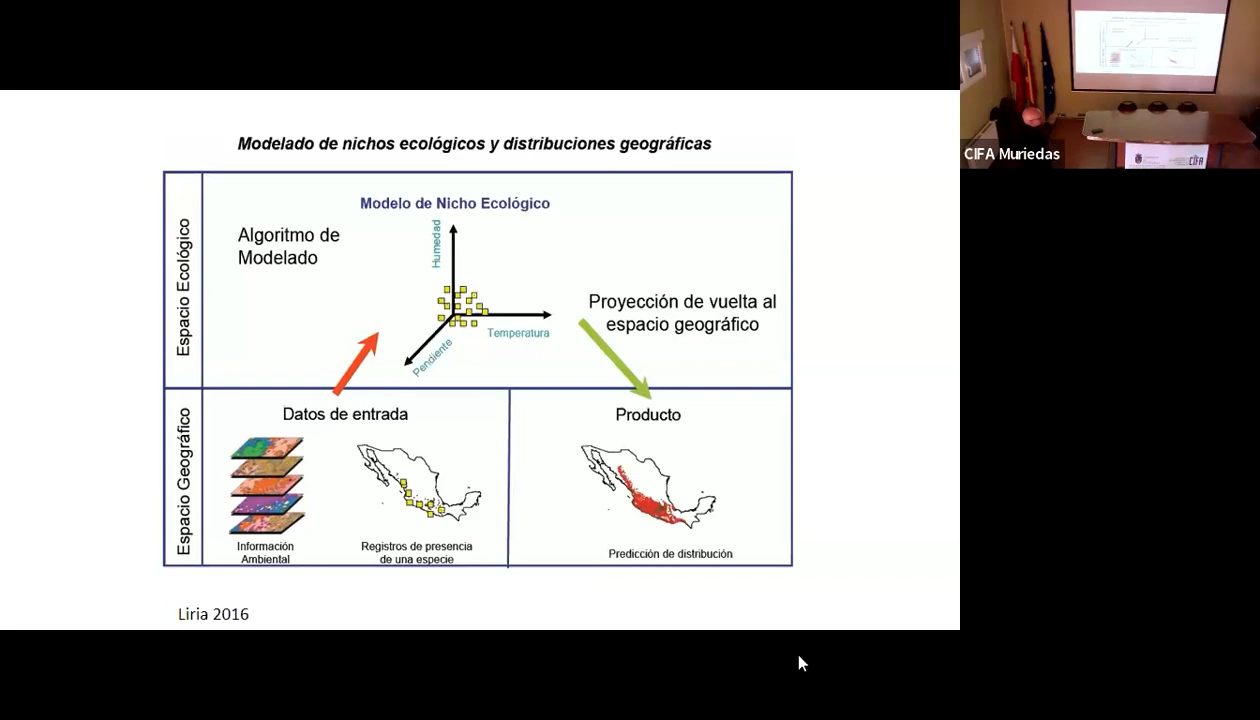 Modelado de nichos ecológicos y distribuciones geográficas
Espacio Ecológico
Modelo de Nicho Ecológico
Algoritmo de
Modelado
Humedad
Temperatura
Pendiente
Proyección de vuelta al
espacio geográfico
Espacio Geográfico
Datos de entrada
Información
Ambiental
Registros de presencia
de una especie
Producto
Predicción de distribución
Liria 2016
CIFA Muriedas
CIFA